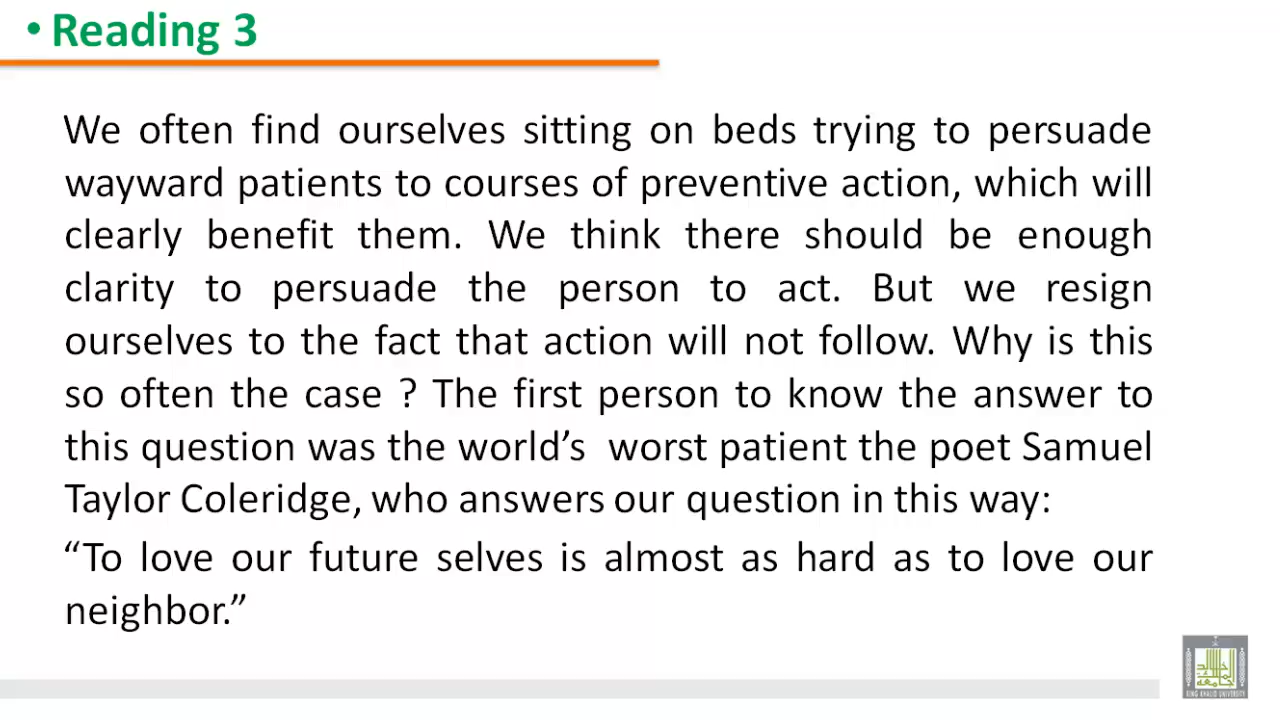 • Reading 3
We often find ourselves sitting on beds trying to persuade
wayward patients to courses of preventive action, which will
clearly benefit them. We think there should be enough
clarity to persuade the person to act. But we resign
ourselves to the fact that action will not follow. Why is this
so often the case ? The first person to know the answer to
this question was the world’s worst patient the poet Samuel
Taylor Coleridge, who answers our question in this way:
“To love our future selves is almost as hard as to love our
neighbor.”
KING KHALID UNIVERSITY